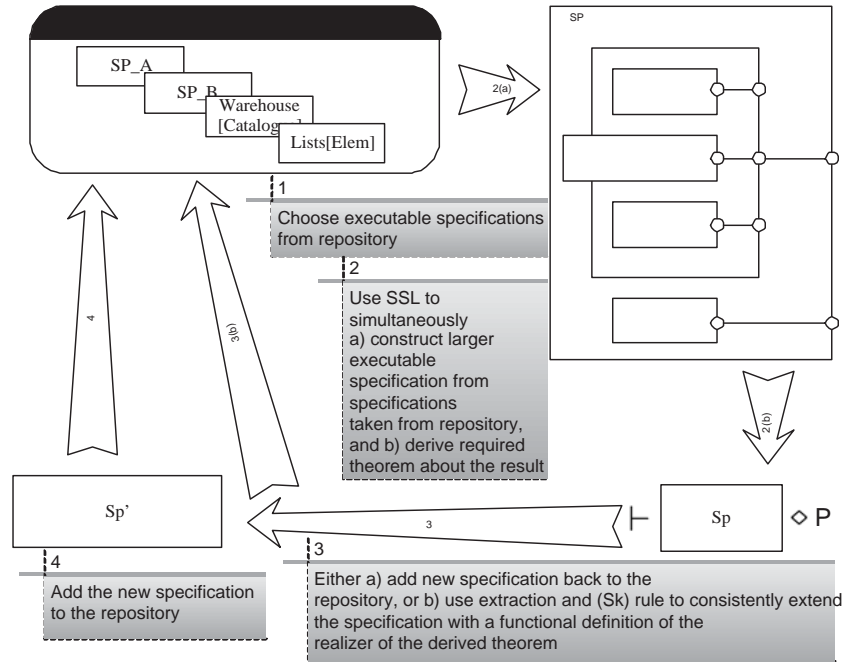 SP_A
SP_B
Warehouse
Lists[Elem]
SP
2(a)
1
Choose executable specifications
from repository
2
Use SSL to
simultaneously
a) construct larger
executable
specification from
specifications
taken from repository,
and b) derive required
theorem about the result
4
3(b)
2(b)
Sp'
3
⊢
Sp
◇ P
4
Add the new specification
to the repository
3
Either a) add new specification back to the
repository, or b) use extraction and (Sk) rule to consistently extend
the specification with a functional definition of the
realizer of the derived theorem